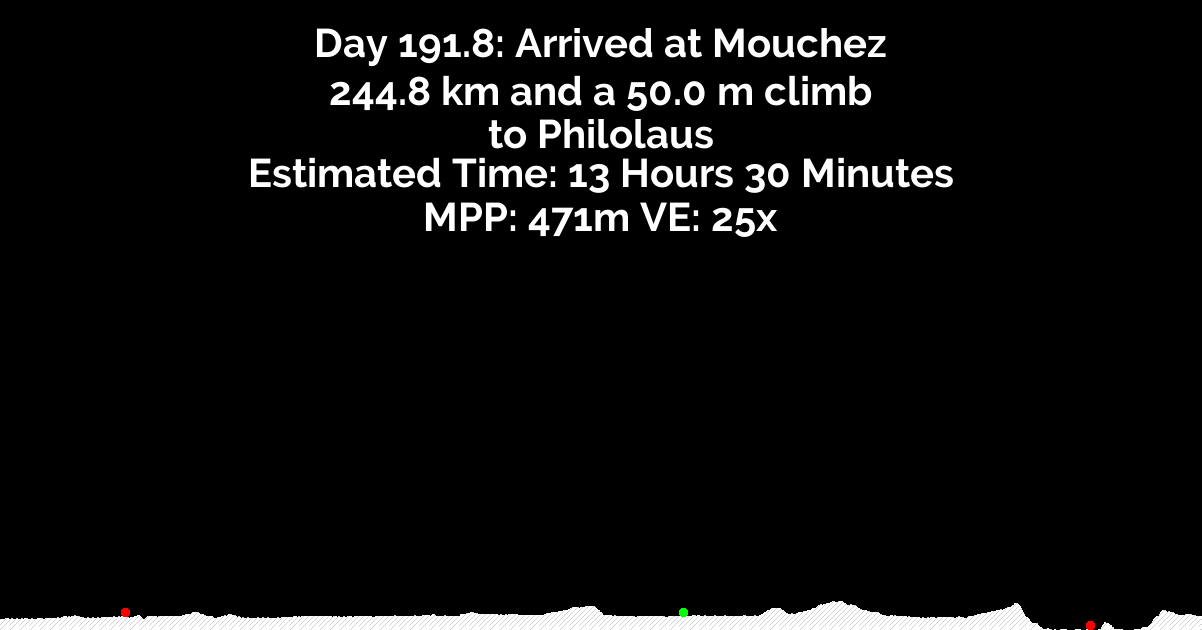 Day 191.8: Arrived at Mouchez
244.8 km and a 50.0 m climb
to Philolaus
Estimated Time: 13 Hours 30 Minutes
MPP: 471m VE: 25x